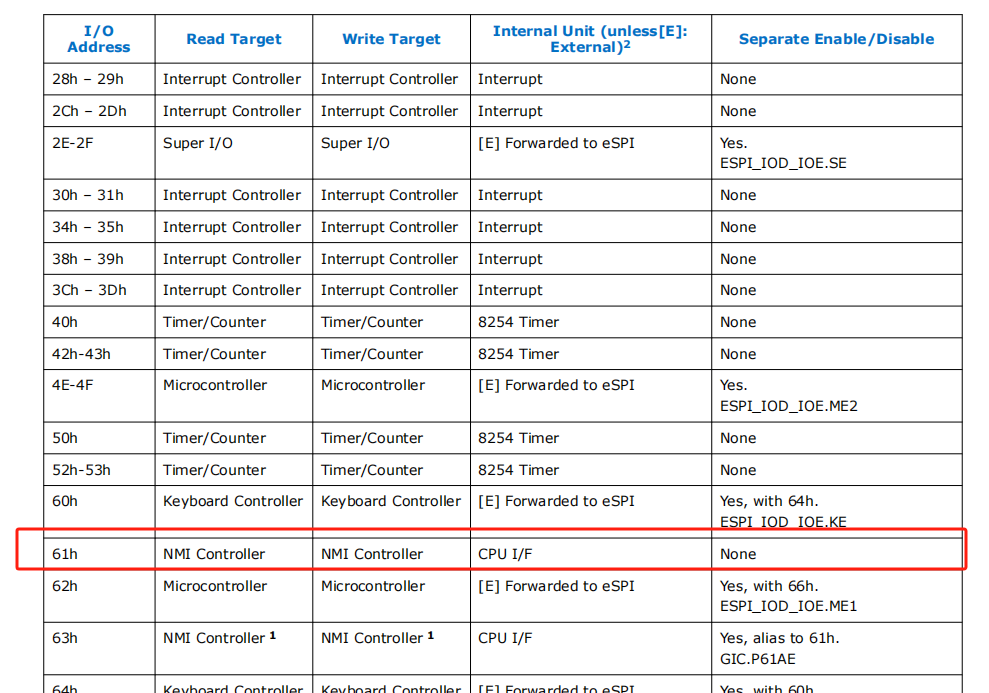 I/O Address Read Target Write Target Internal Unit (unless[E]: External)2 Separate Enable/Disable
28h – 29h Interrupt Controller Interrupt Controller Interrupt None
2Ch – 2Dh Interrupt Controller Interrupt Controller Interrupt None
2E-2F Super I/O Super I/O [E] Forwarded to eSPI Yes.
ESPI_IOD_IOE.SE
30h – 31h Interrupt Controller Interrupt Controller Interrupt None
34h – 35h Interrupt Controller Interrupt Controller Interrupt None
38h – 39h Interrupt Controller Interrupt Controller Interrupt None
3Ch – 3Dh Interrupt Controller Interrupt Controller Interrupt None
40h Timer/Counter Timer/Counter 8254 Timer None
42h-43h Timer/Counter Timer/Counter 8254 Timer None
4E-4F Microcontroller Microcontroller [E] Forwarded to eSPI Yes.
ESPI_IOD_IOE.ME2
50h Timer/Counter Timer/Counter 8254 Timer None
52h-53h Timer/Counter Timer/Counter 8254 Timer None
60h Keyboard Controller Keyboard Controller [E] Forwarded to eSPI Yes, with 64h.
ESPI_IOD_IOE.KE
61h NMI Controller NMI Controller CPU I/F None
62h Microcontroller Microcontroller [E] Forwarded to eSPI Yes, with 66h.
ESPI_IOD_IOE.ME1
63h NMI Controller 1 NMI Controller 1 CPU I/F Yes, alias to 61h.
GIC.P61AE
64h Keyboard Controller Keyboard Controller [E] Forwarded to eSPI Yes, with 60h.